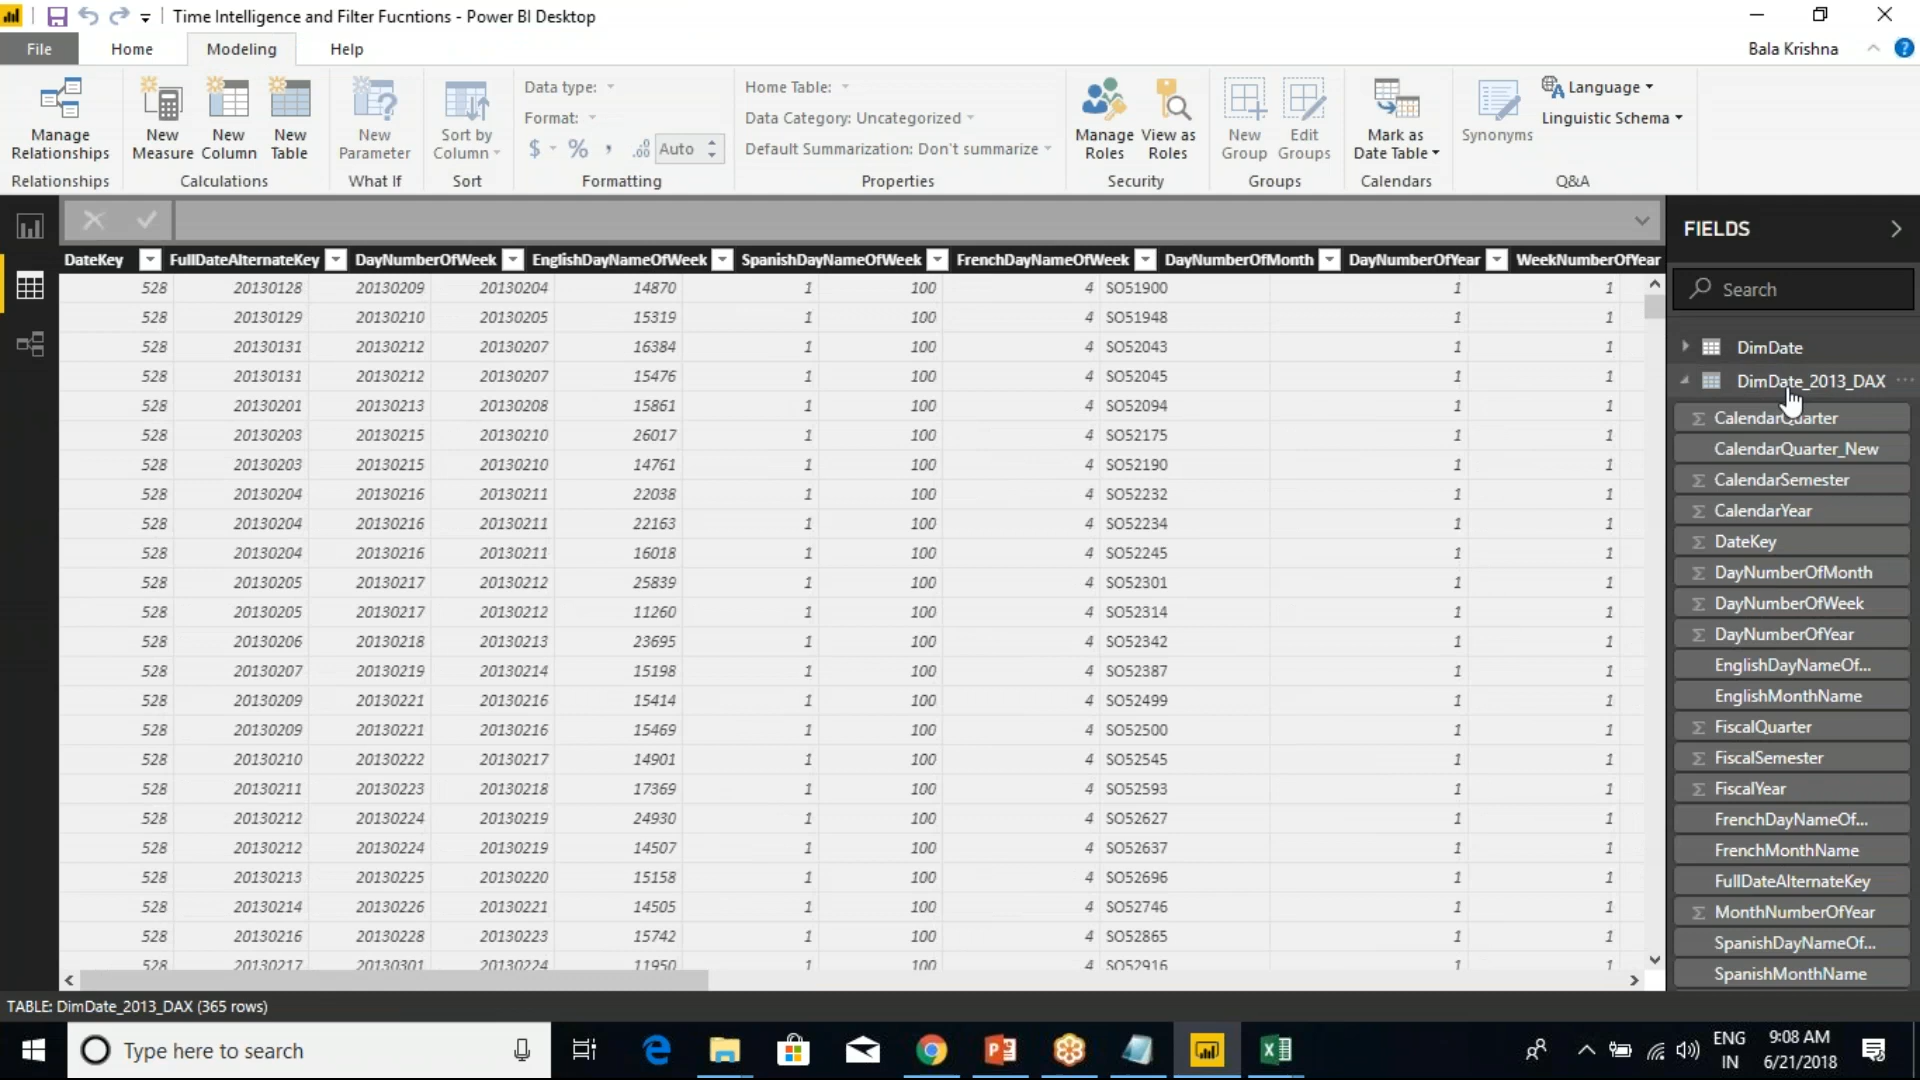 Time Intelligence and Filter Fucntions - Power BI Desktop
File Home Modeling Help Bala Krishna ?
Manage Relationships
New Measure
New Column
New Table
New Parameter
Sort by Column
Data type:
Format:
$ % , .00 Auto
Home Table:
Data Category: Uncategorized
Default Summarization: Don't summarize
Manage Roles
View as Roles
New Group
Edit Groups
Mark as Date Table
Synonyms
Language
Linguistic Schema
Relationships Calculations What If Sort Formatting Properties Security Groups Calendars Q&A
DateKey FullDateAlternateKey DayNumberOfWeek EnglishDayNameOfWeek SpanishDayNameOfWeek FrenchDayNameOfWeek DayNumberOfMonth DayNumberOfYear WeekNumberOfYear
528 20130128 20130209 20130204 14870 1 100 4 SO51900 1 1
528 20130129 20130210 20130205 15319 1 100 4 SO51948 1 1
528 20130131 20130212 20130207 16384 1 100 4 SO52043 1 1
528 20130131 20130212 20130207 15476 1 100 4 SO52045 1 1
528 20130201 20130213 20130208 15861 1 100 4 SO52094 1 1
528 20130203 20130215 20130210 26017 1 100 4 SO52175 1 1
528 20130203 20130215 20130210 14761 1 100 4 SO52190 1 1
528 20130204 20130216 20130211 22038 1 100 4 SO52232 1 1
528 20130204 20130216 20130211 22163 1 100 4 SO52234 1 1
528 20130204 20130216 20130211 16018 1 100 4 SO52245 1 1
528 20130205 20130217 20130212 25839 1 100 4 SO52301 1 1
528 20130205 20130217 20130212 11260 1 100 4 SO52314 1 1
528 20130206 20130218 20130213 23695 1 100 4 SO52342 1 1
528 20130207 20130219 20130214 15198 1 100 4 SO52387 1 1
528 20130209 20130221 20130216 15414 1 100 4 SO52499 1 1
528 20130209 20130221 20130216 15469 1 100 4 SO52500 1 1
528 20130210 20130222 20130217 14901 1 100 4 SO52545 1 1
528 20130211 20130223 20130218 17369 1 100 4 SO52593 1 1
528 20130212 20130224 20130219 24930 1 100 4 SO52627 1 1
528 20130212 20130224 20130219 14507 1 100 4 SO52637 1 1
528 20130213 20130225 20130220 15158 1 100 4 SO52696 1 1
528 20130214 20130226 20130221 14505 1 100 4 SO52746 1 1
528 20130216 20130228 20130223 15742 1 100 4 SO52865 1 1
528 20130217 20130301 20130224 11950 1 100 4 SO52916 1 1
FIELDS
Search
DimDate
DimDate_2013_DAX
CalendarQuarter
CalendarQuarter_New
Σ CalendarSemester
Σ CalendarYear
Σ DateKey
Σ DayNumberOfMonth
Σ DayNumberOfWeek
Σ DayNumberOfYear
EnglishDayNameOf...
EnglishMonthName
Σ FiscalQuarter
Σ FiscalSemester
Σ FiscalYear
FrenchDayNameOf...
FrenchMonthName
FullDateAlternateKey
Σ MonthNumberOfYear
SpanishDayNameOf...
SpanishMonthName
TABLE: DimDate_2013_DAX (365 rows)
Type here to search
ENG
IN
9:08 AM
6/21/2018